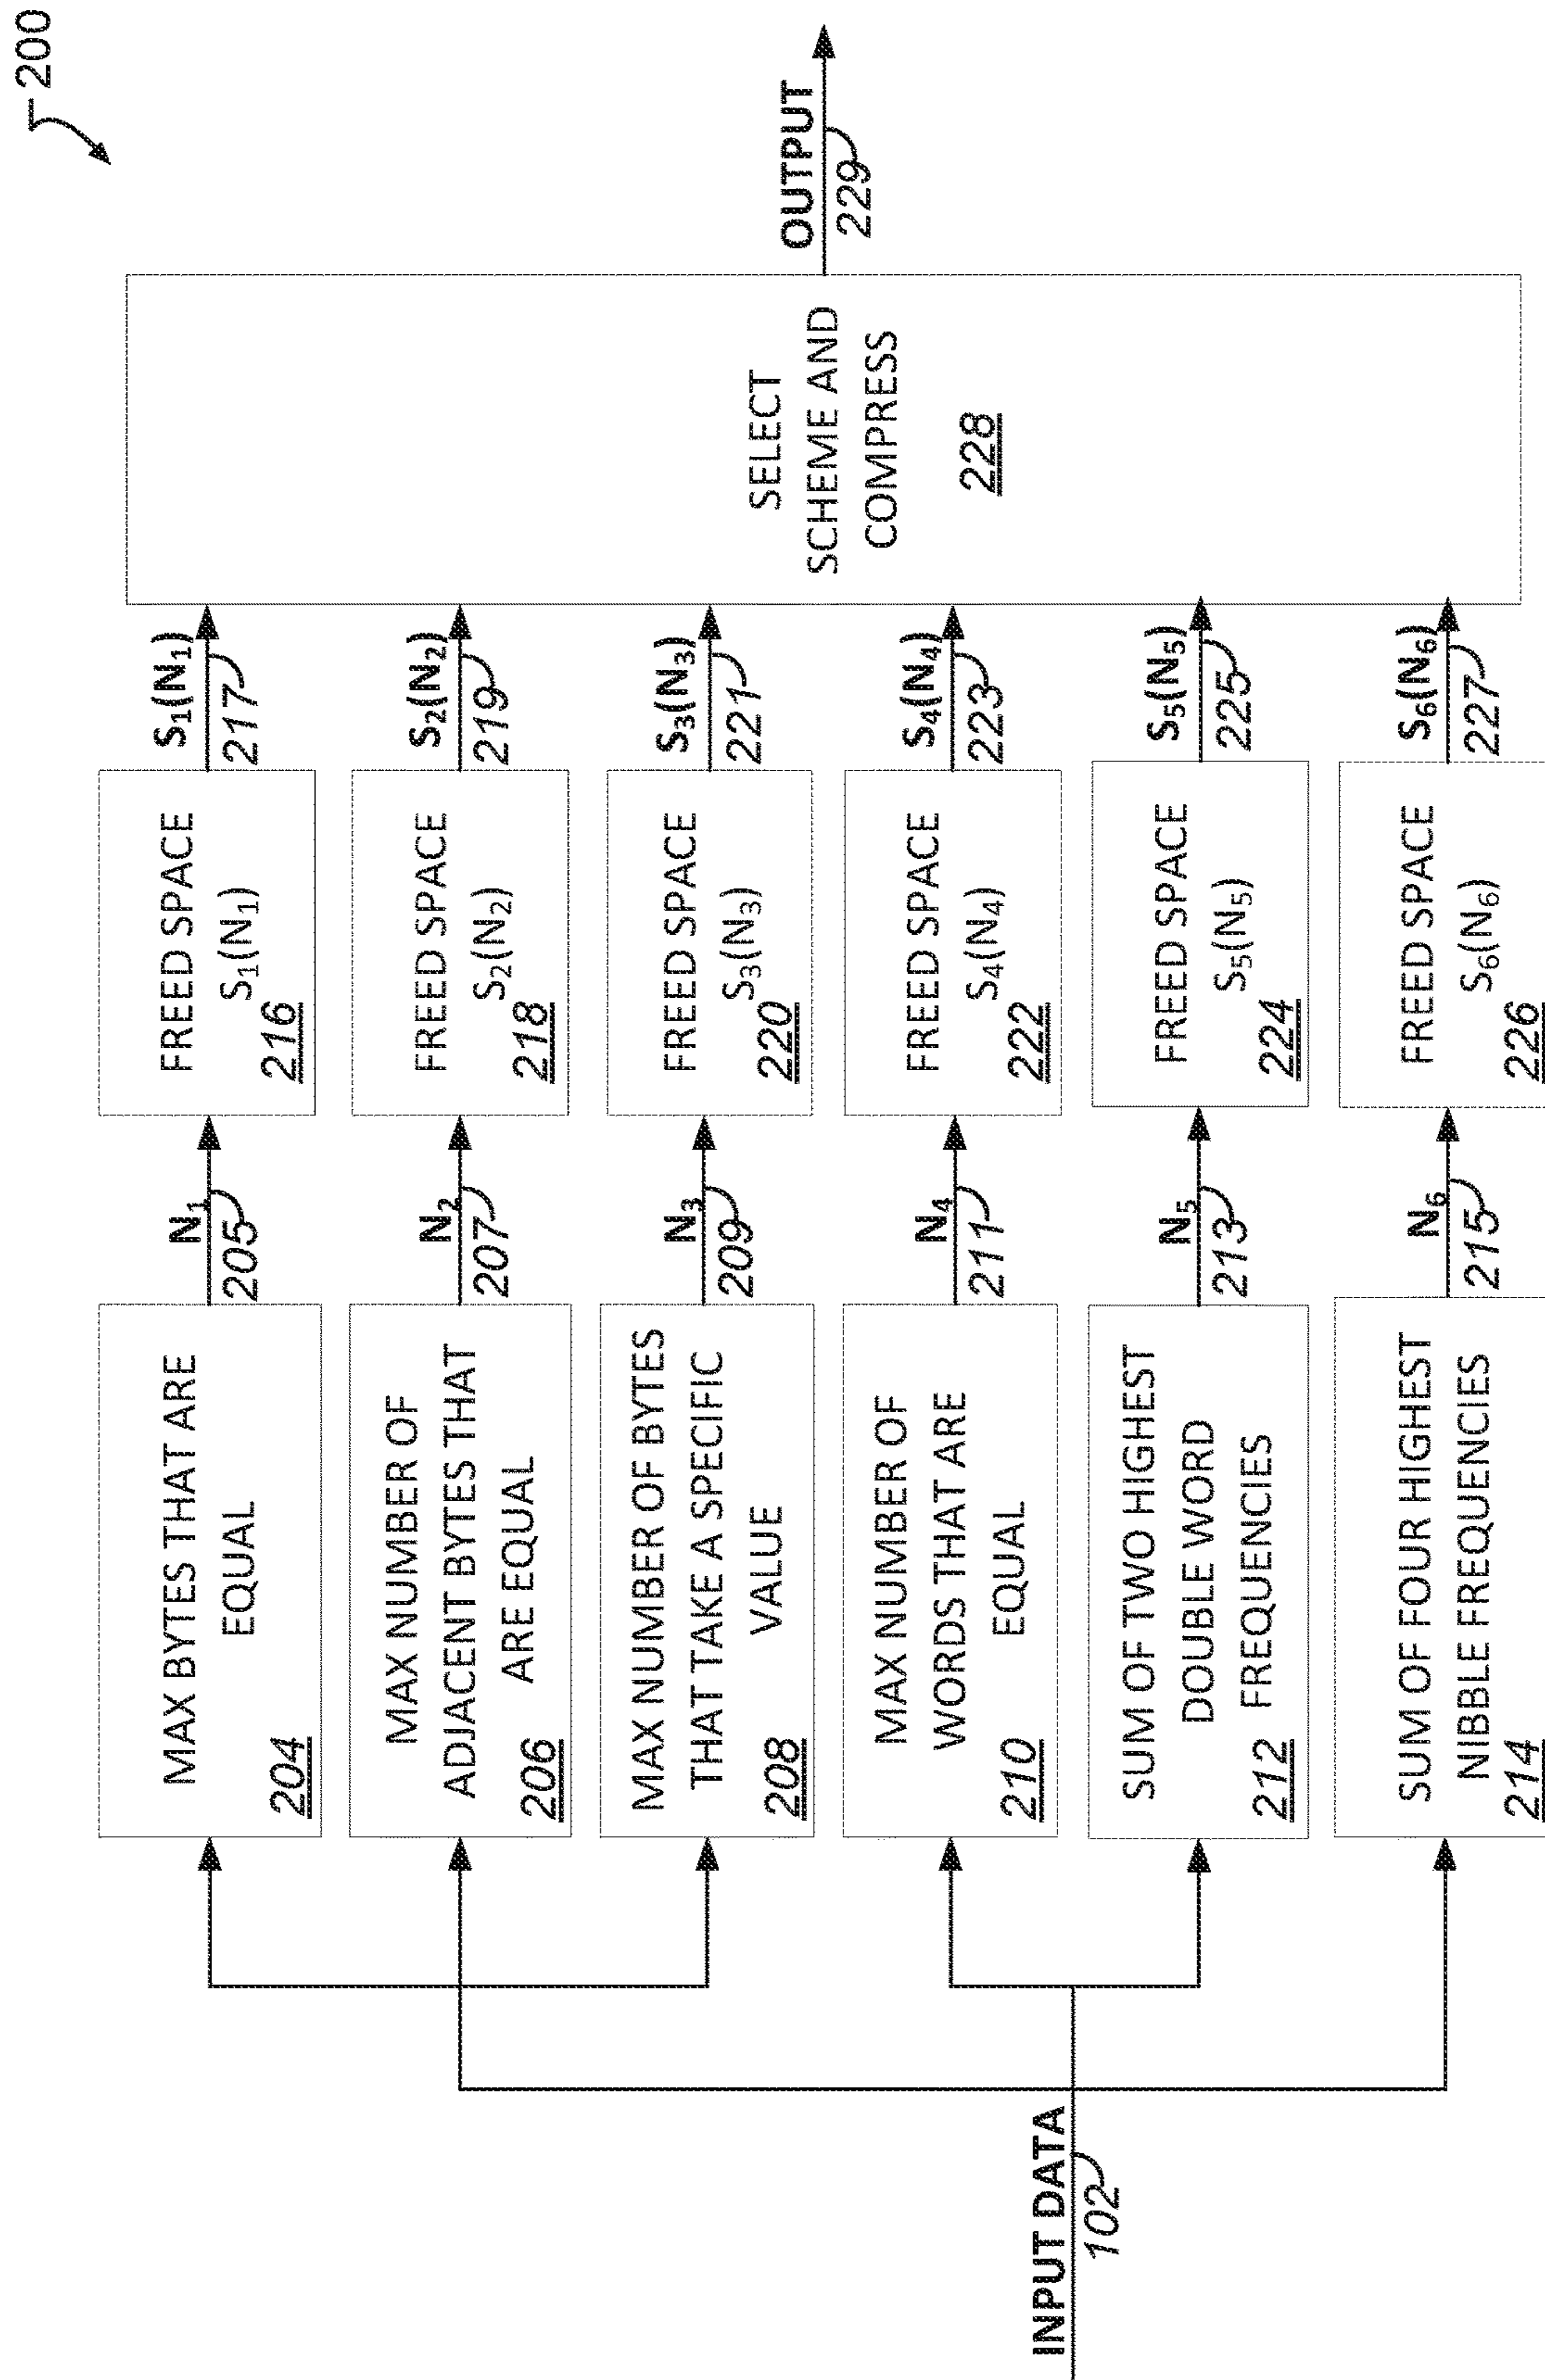 200
INPUT DATA
102
MAX BYTES THAT ARE
EQUAL
204
N₁
205
FREED SPACE
S₁(N₁)
216
S₁(N₁)
217
MAX NUMBER OF
ADJACENT BYTES THAT
ARE EQUAL
206
N₂
207
FREED SPACE
S₂(N₂)
218
S₂(N₂)
219
MAX NUMBER OF BYTES
THAT TAKE A SPECIFIC
VALUE
208
N₃
209
FREED SPACE
S₃(N₃)
220
S₃(N₃)
221
MAX NUMBER OF
WORDS THAT ARE
EQUAL
210
N₄
211
FREED SPACE
S₄(N₄)
222
S₄(N₄)
223
SUM OF TWO HIGHEST
DOUBLE WORD
FREQUENCIES
212
N₅
213
FREED SPACE
S₅(N₅)
224
S₅(N₅)
225
SUM OF FOUR HIGHEST
NIBBLE FREQUENCIES
214
N₆
215
FREED SPACE
S₆(N₆)
226
S₆(N₆)
227
SELECT
SCHEME AND
COMPRESS
228
OUTPUT
229